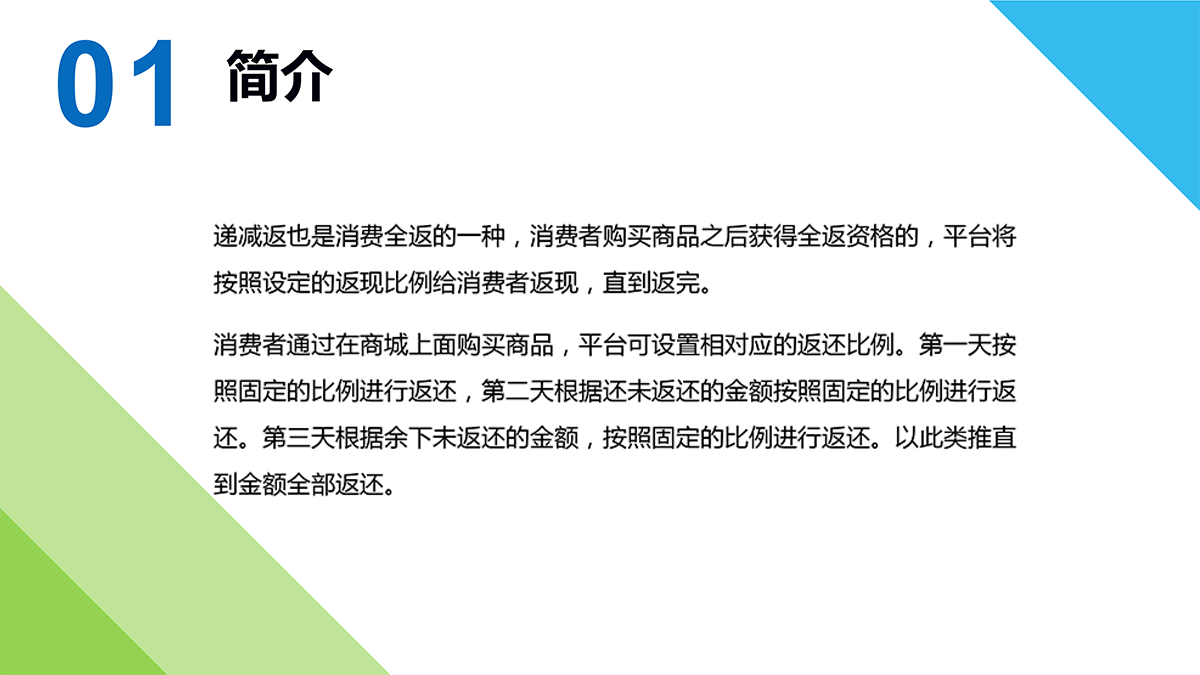 01 简介
递减返也是消费全返的一种，消费者购买商品之后获得全返资格的，平台将
按照设定的返现比例给消费者返现，直到返完。
消费者通过在商城上面购买商品，平台可设置相对应的返还比例。第一天按
照固定的比例进行返还，第二天根据还未返还的金额按照固定的比例进行返
还。第三天根据余下未返还的金额，按照固定的比例进行返还。以此类推直
到金额全部返还。